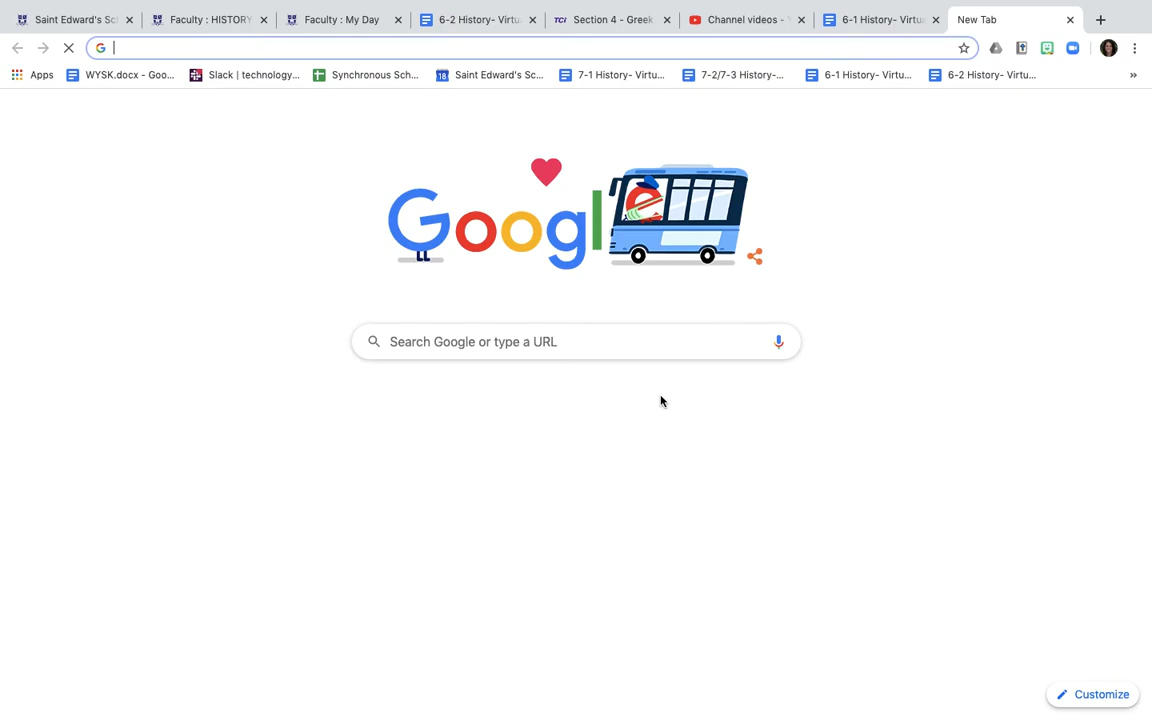 Saint Edward's Sc
Faculty : HISTORY
Faculty : My Day
6-2 History- Virtu
TCI Section 4 - Greek
Channel videos -
6-1 History- Virtu
New Tab
G
Apps
WYSK.docx - Goo...
Slack | technology...
Synchronous Sch...
18 Saint Edward's Sc...
7-1 History- Virtu...
7-2/7-3 History-...
6-1 History- Virtu...
6-2 History- Virtu...
»
Google
Search Google or type a URL
Customize